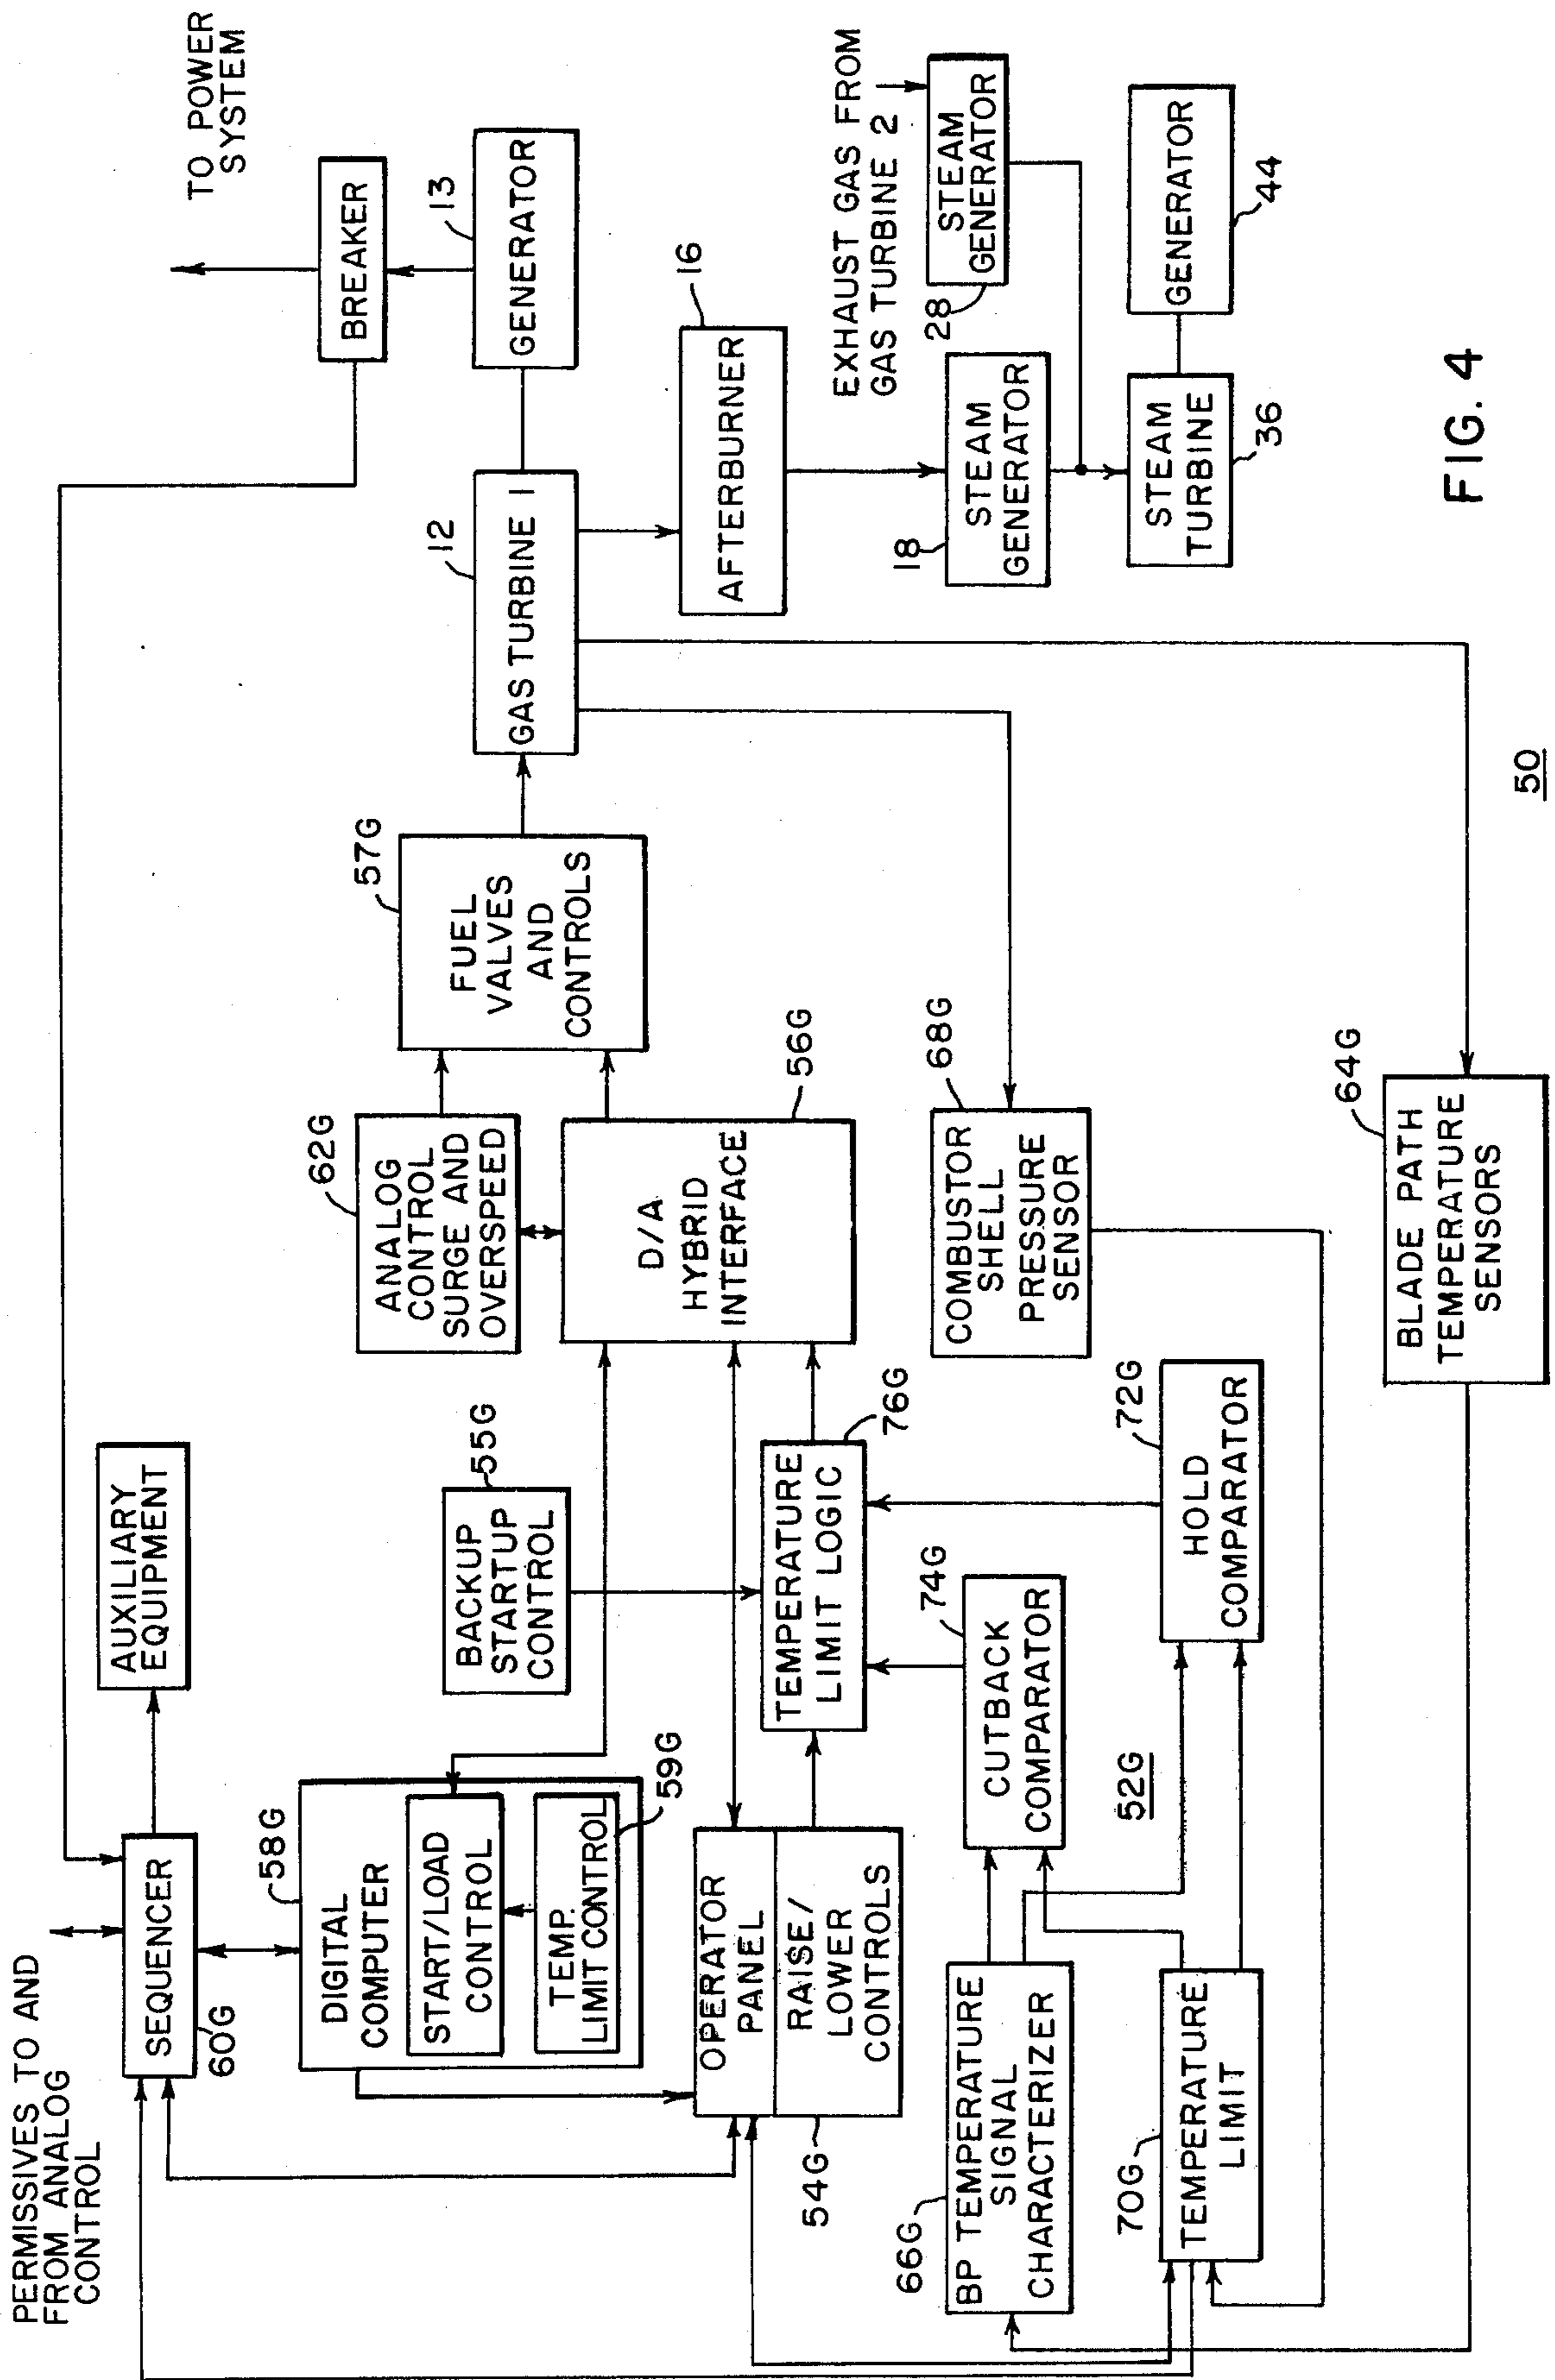 PERMISSIVES TO AND
FROM ANALOG
CONTROL
SEQUENCER
60G
AUXILIARY
EQUIPMENT
BREAKER
TO POWER
SYSTEM
58G
DIGITAL
COMPUTER
START/LOAD
CONTROL
TEMP.
LIMIT CONTROL
59G
BACKUP
STARTUP
CONTROL
55G
62G
ANALOG
CONTROL
SURGE AND
OVERSPEED
57G
FUEL
VALVES
AND
CONTROLS
12
GAS TURBINE 1
13
GENERATOR
OPERATOR
PANEL
RAISE/
LOWER
CONTROLS
54G
TEMPERATURE
LIMIT LOGIC
76G
D/A
HYBRID
INTERFACE
56G
AFTERBURNER
16
66G
BP TEMPERATURE
SIGNAL
CHARACTERIZER
74G
CUTBACK
COMPARATOR
68G
COMBUSTOR
SHELL
PRESSURE
SENSOR
18
STEAM
GENERATOR
EXHAUST GAS FROM
GAS TURBINE 2
28
STEAM
GENERATOR
70G
TEMPERATURE
LIMIT
52G
72G
HOLD
COMPARATOR
STEAM
TURBINE
36
GENERATOR
44
64G
BLADE PATH
TEMPERATURE
SENSORS
50
FIG. 4